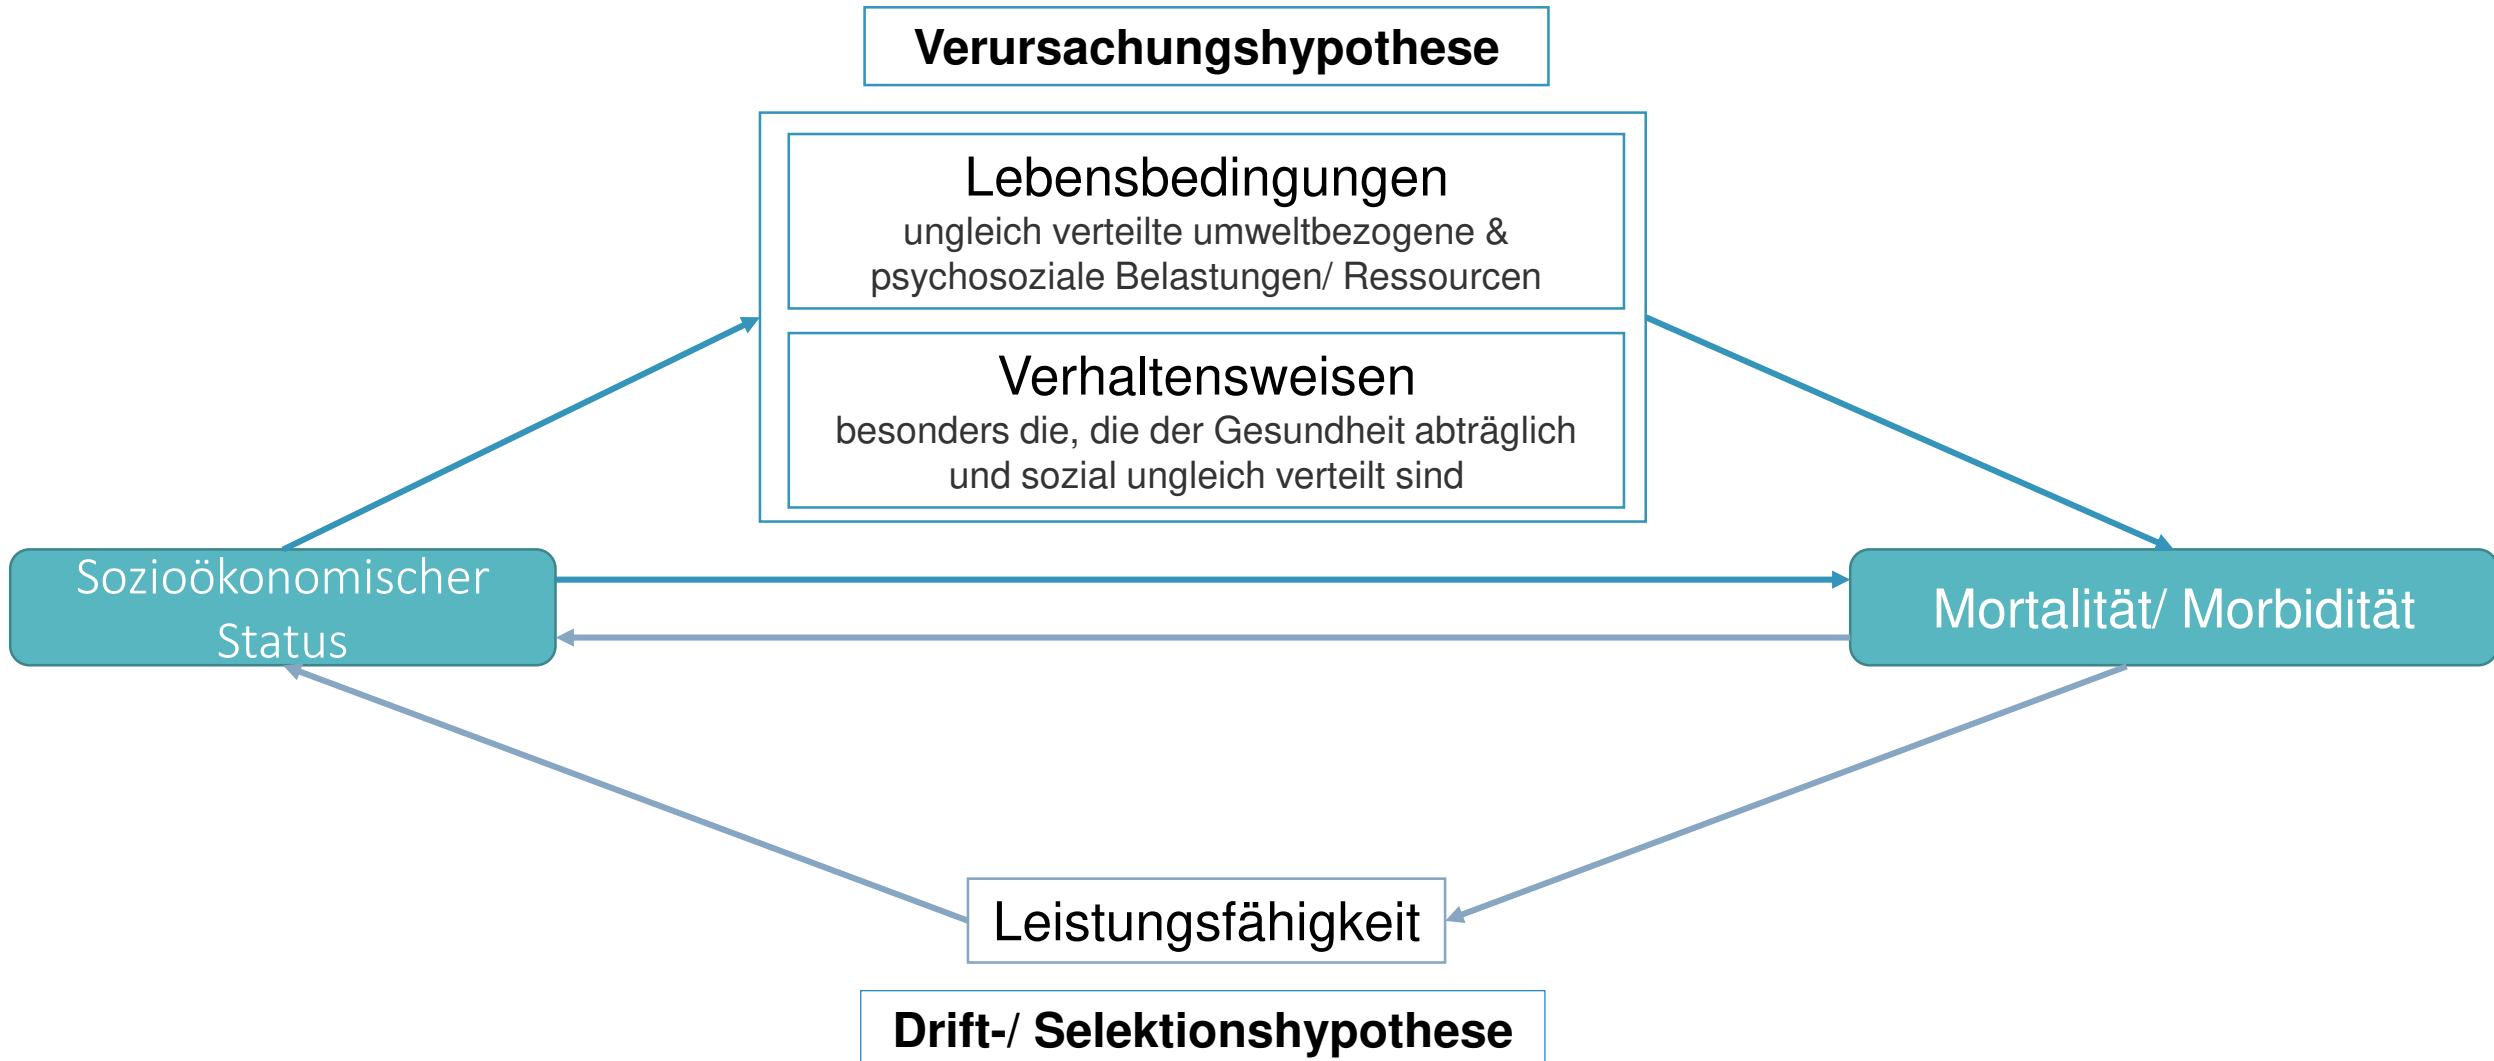 Verursachungshypothese
Lebensbedingungen
ungleich verteilte umweltbezogene &
psychosoziale Belastungen/ Ressourcen
Verhaltensweisen
besonders die, die der Gesundheit abträglich
und sozial ungleich verteilt sind
Sozioökonomischer
Status
Mortalität/ Morbidität
Leistungsfähigkeit
Drift-/ Selektionshypothese